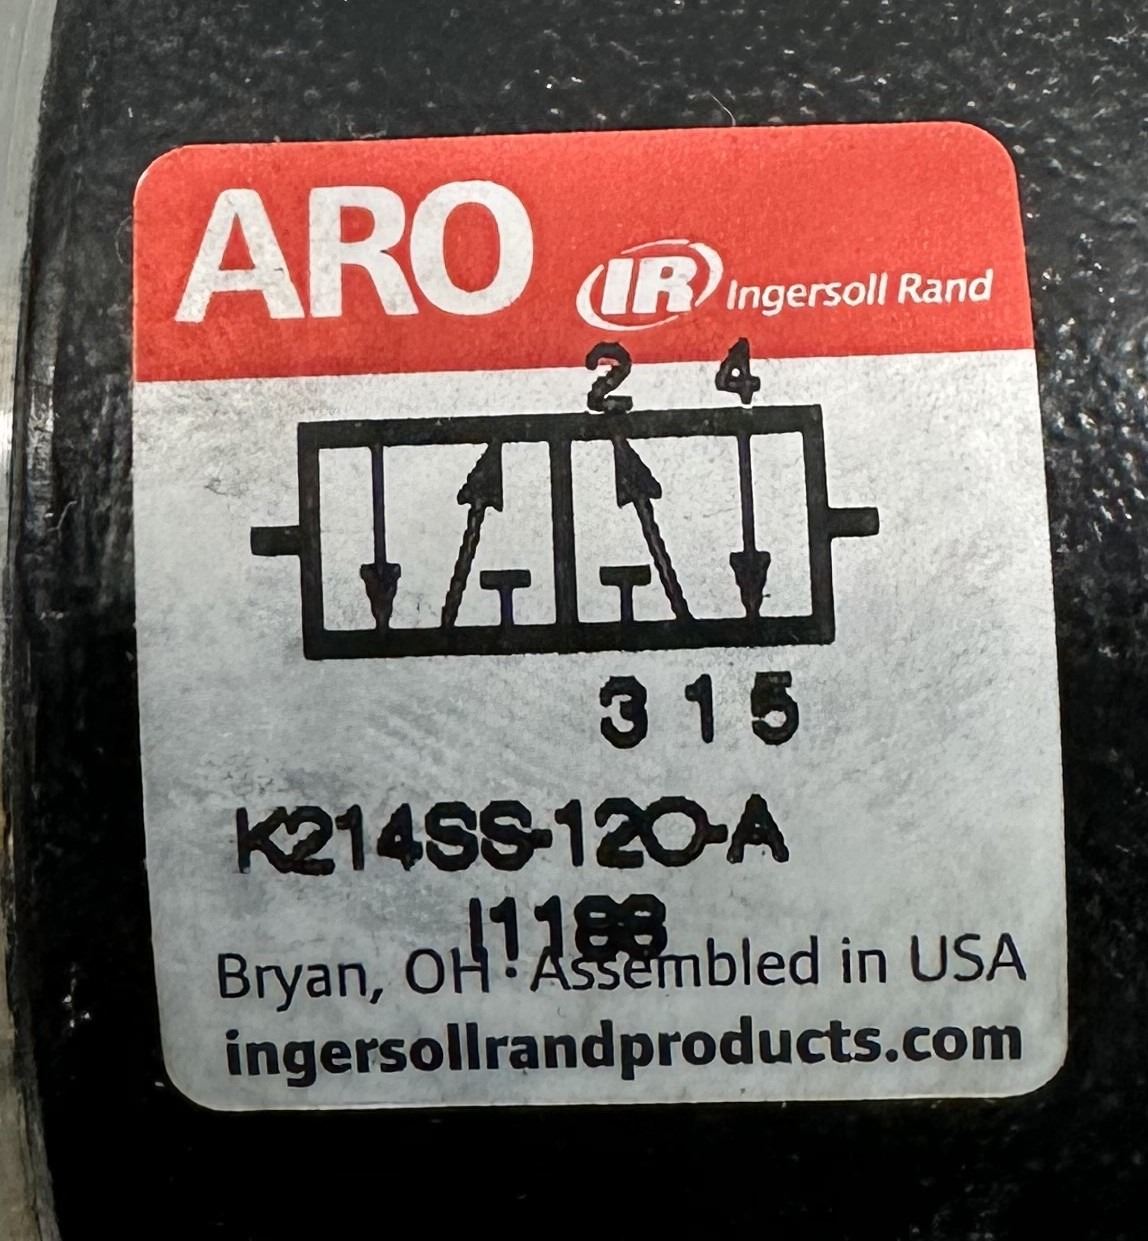 ARO
IR Ingersoll Rand
2 4
3 1 5
K214SS-120-A
I1188
Bryan, OH · Assembled in USA
ingersollrandproducts.com